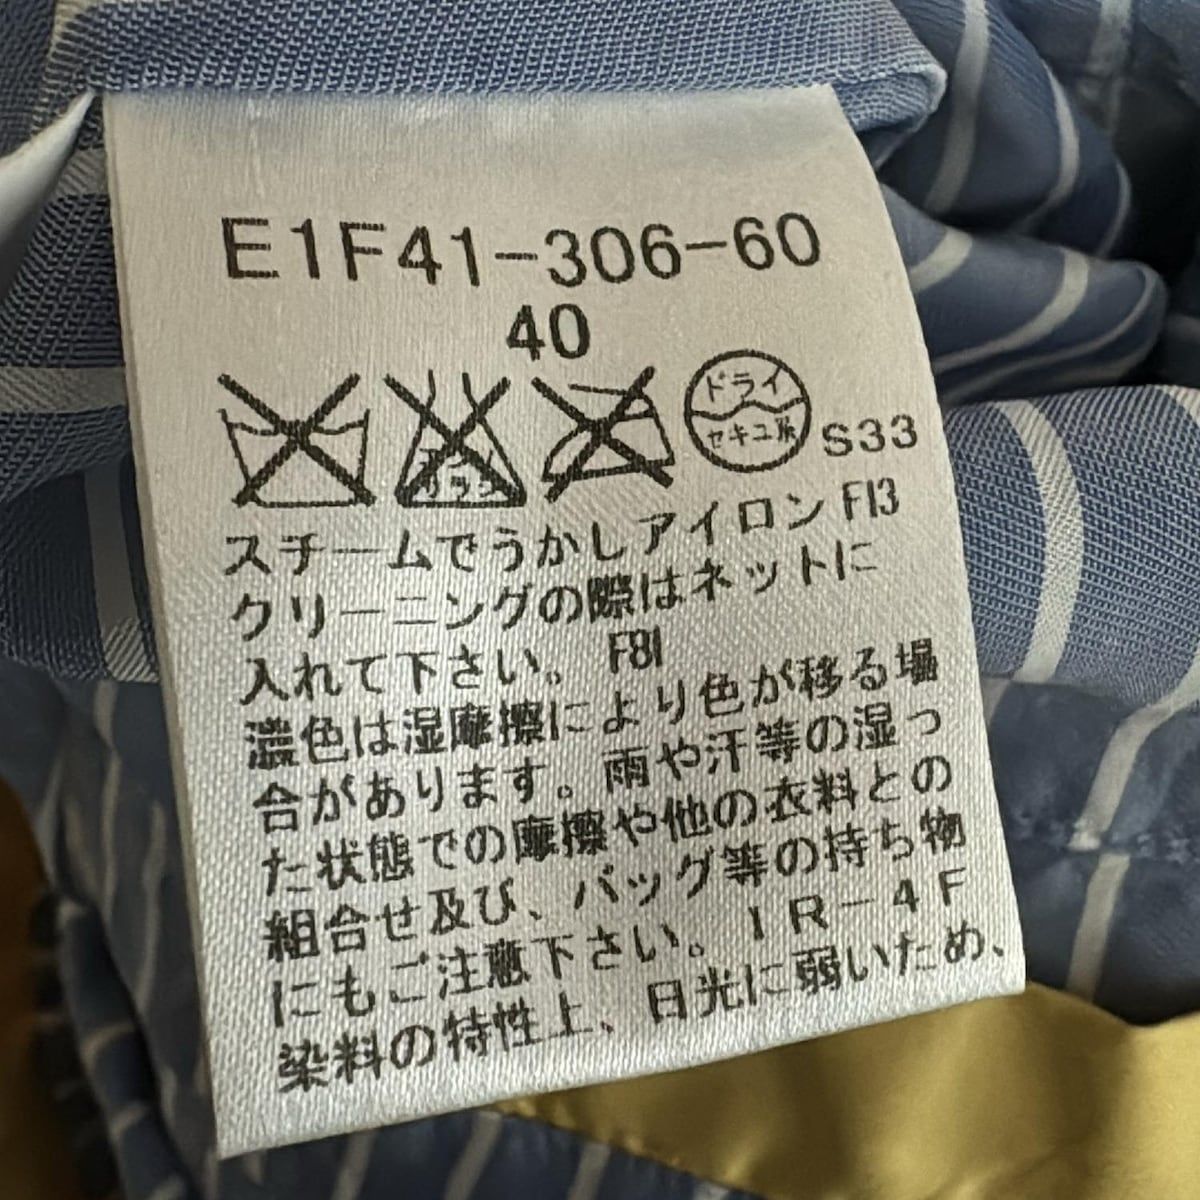 E1F41-306-60
40
エンソ サラシ
ドライ
セキユ系
S33
スチームでうかしアイロン F13
クリーニングの際はネットに
入れて下さい。 F81
濃色は湿摩擦により色が移る場
合があります。雨や汗等の湿っ
た状態での摩擦や他の衣料との
組合せ及び、バッグ等の持ち物
にもご注意下さい。IR-4F
染料の特性上、日光に弱いため、